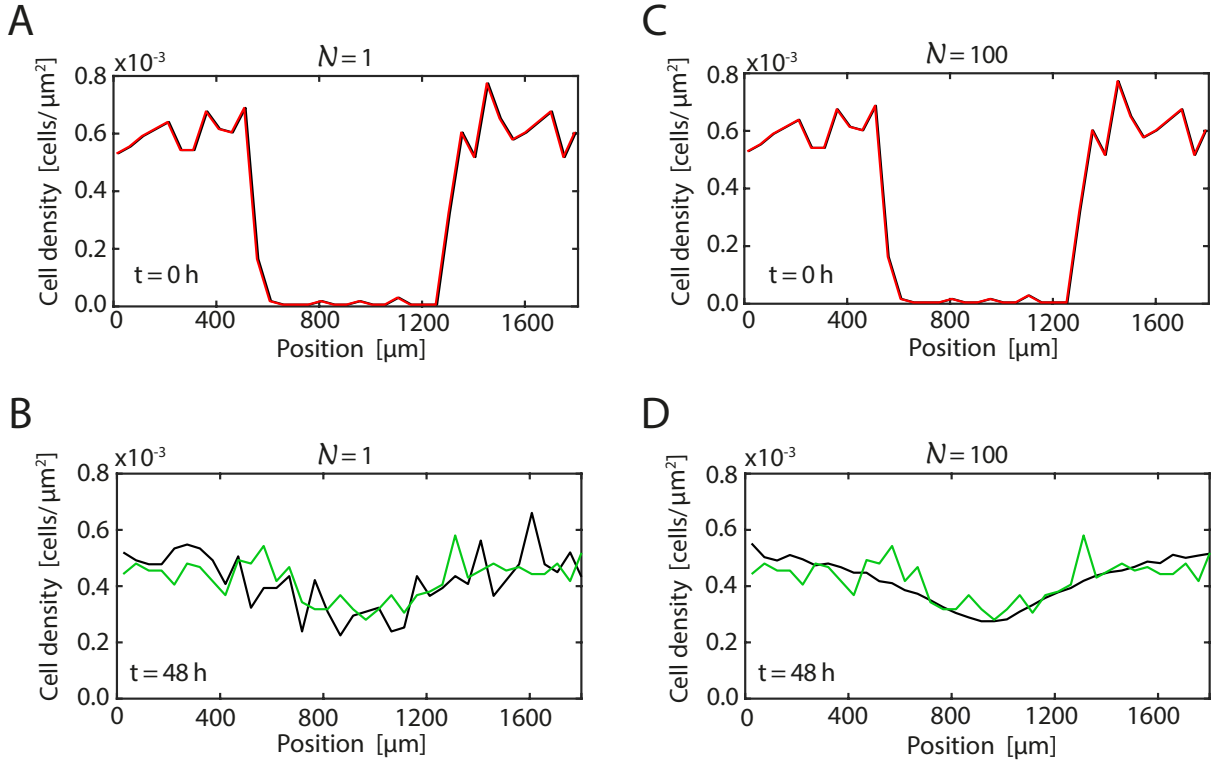 A
x10⁻³
𝒩 = 1
Cell density [cells/ µm²]
0.8
0.6
0.4
0.2
0.0
t = 0 h
0 400 800 1200 1600
Position [µm]
C
x10⁻³
𝒩 = 100
Cell density [cells/ µm²]
0.8
0.6
0.4
0.2
0.0
t = 0 h
0 400 800 1200 1600
Position [µm]
B
x10⁻³
𝒩 = 1
Cell density [cells/ µm²]
0.8
0.6
0.4
0.2
0.0
t = 48 h
0 400 800 1200 1600
Position [µm]
D
x10⁻³
𝒩 = 100
Cell density [cells/ µm²]
0.8
0.6
0.4
0.2
0.0
t = 48 h
0 400 800 1200 1600
Position [µm]